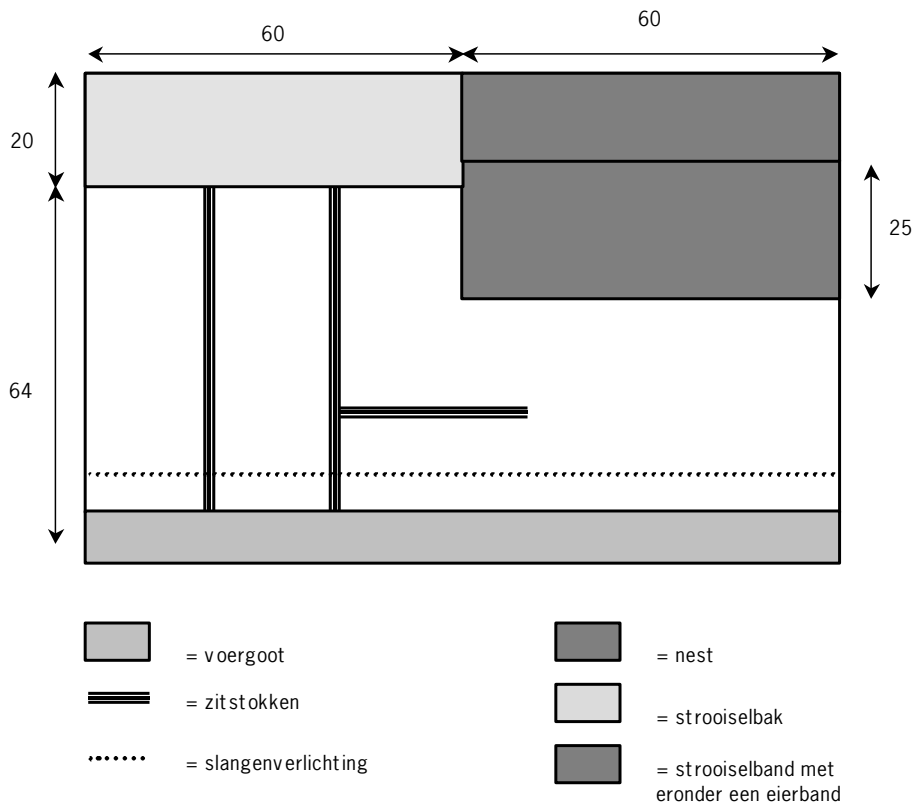 60
60
20
25
64
= voergoot
= nest
= zitstokken
= strooiselbak
= slangenverlichting
= strooiselband met
eronder een eierband